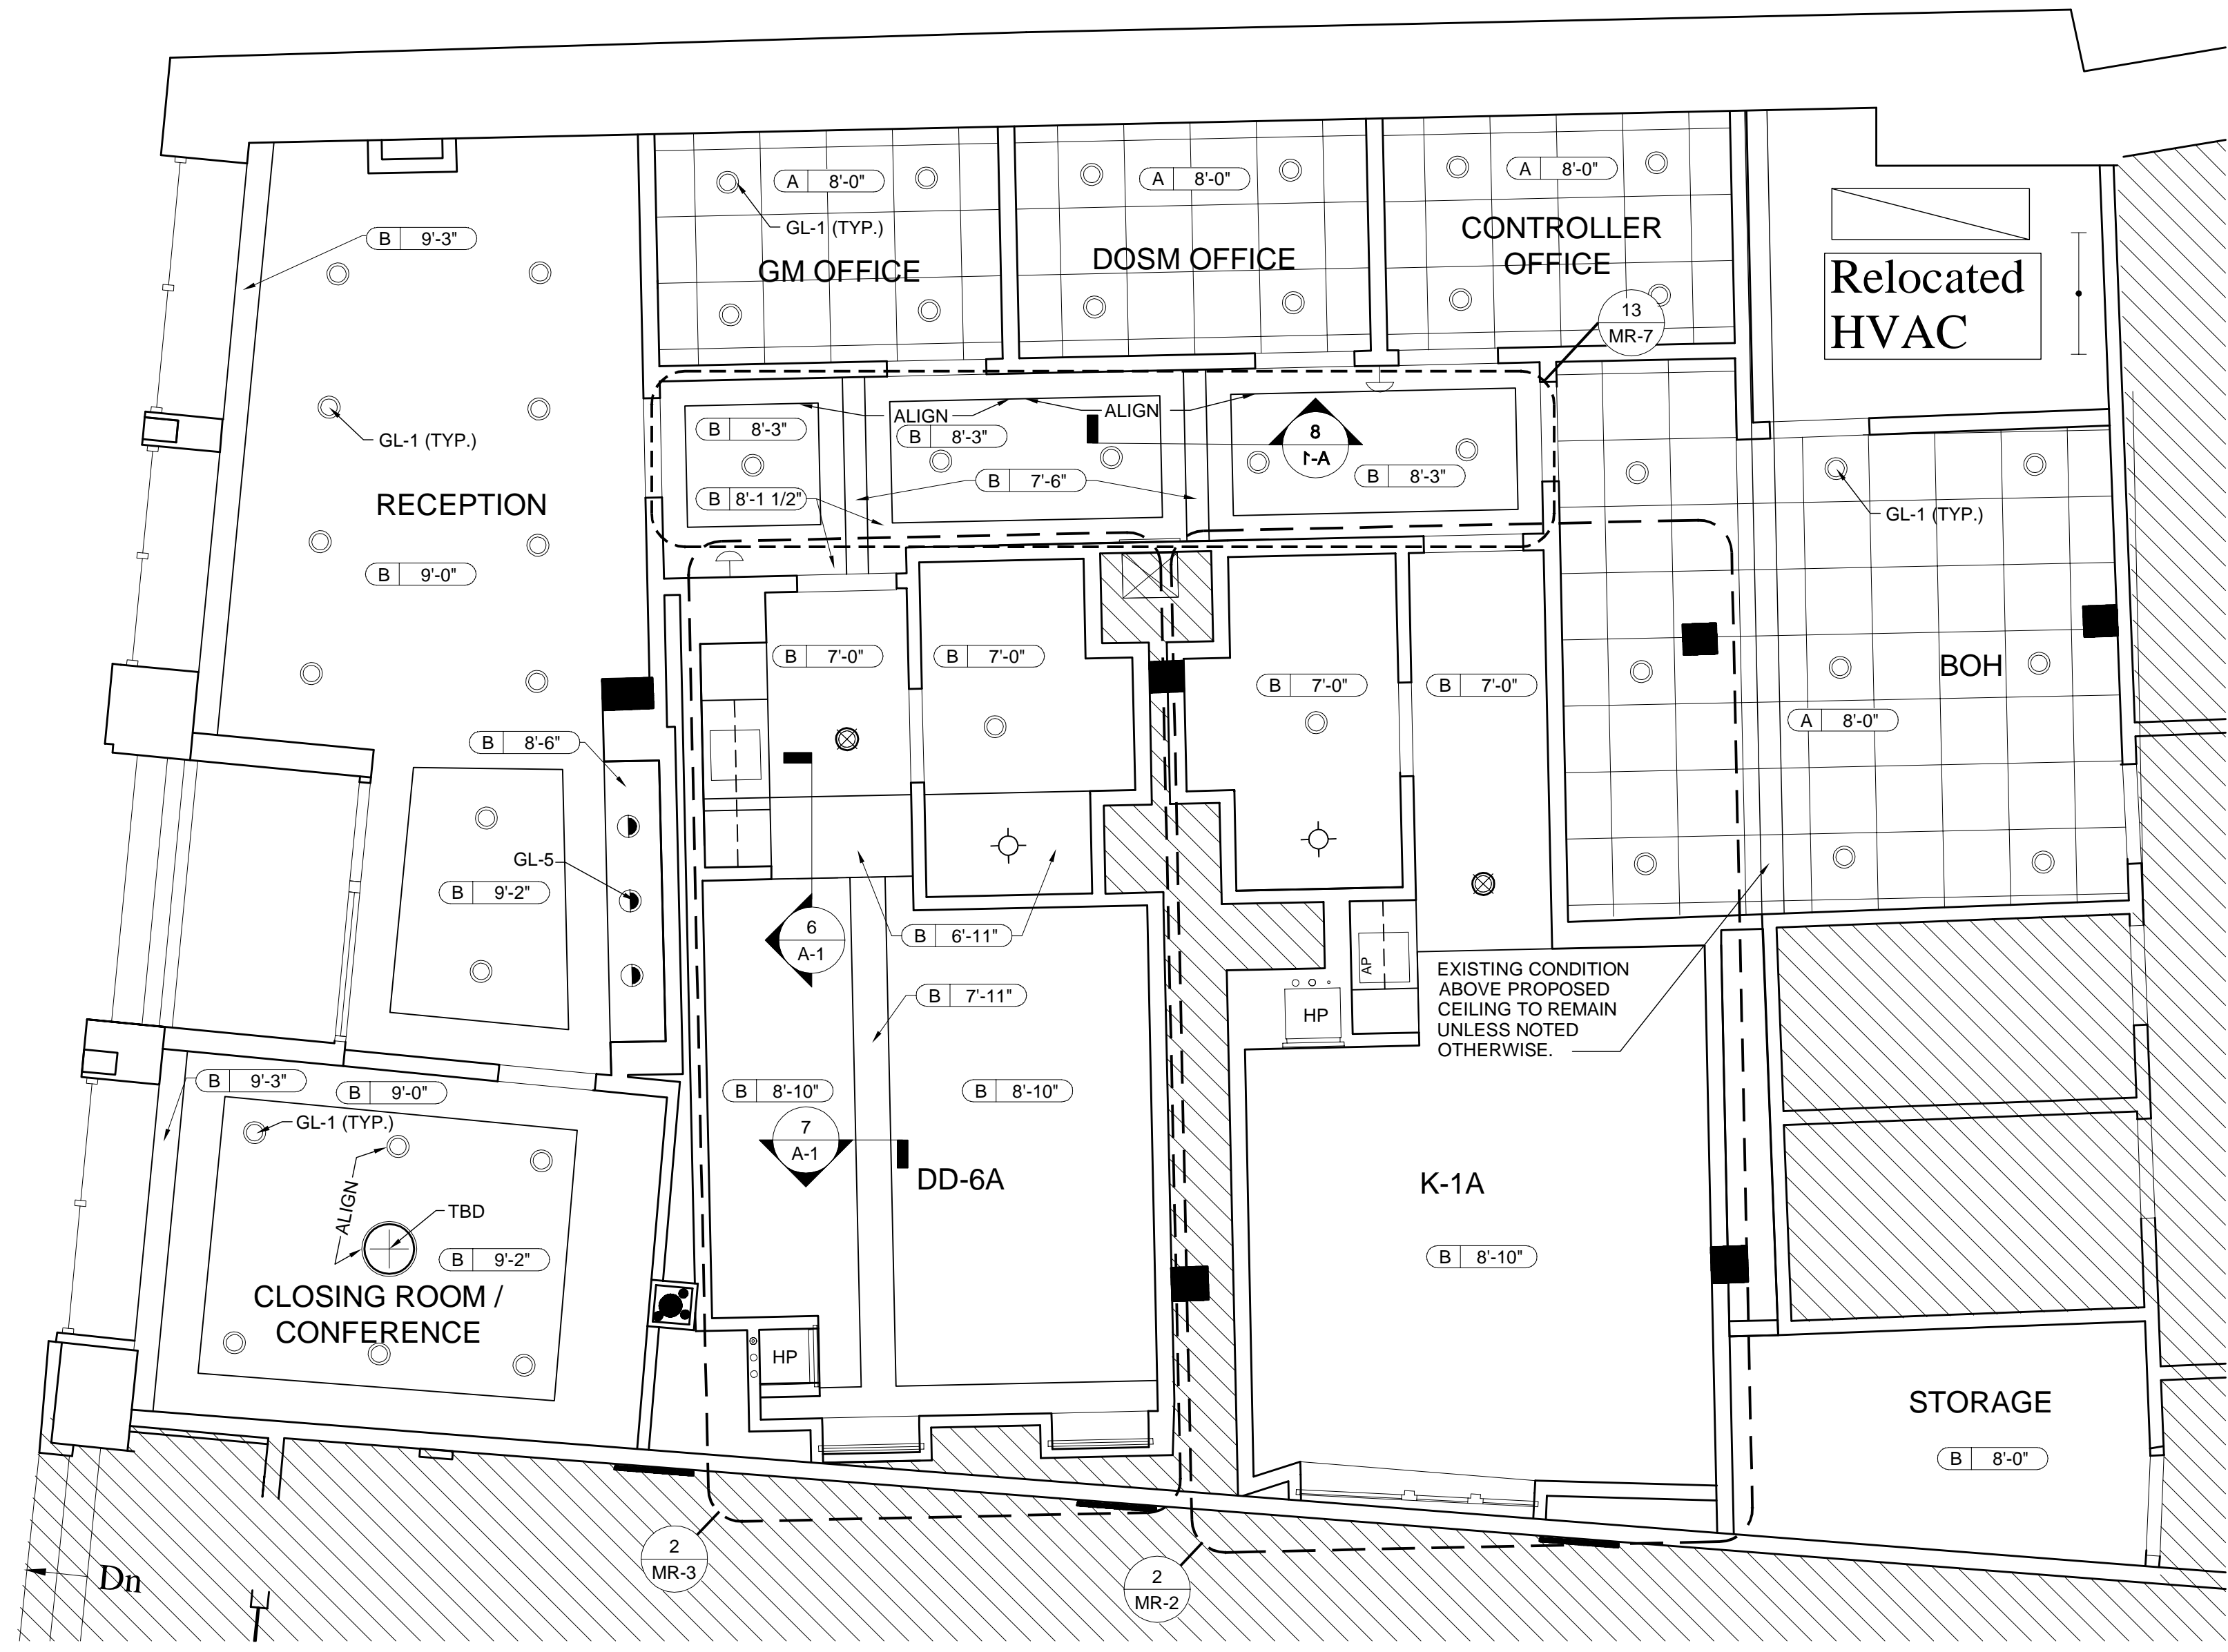 A 8'-0"
A 8'-0"
A 8'-0"
GL-1 (TYP.)
GM OFFICE
DOSM OFFICE
CONTROLLER
OFFICE
B 9'-3"
Relocated
HVAC
13
MR-7
GL-1 (TYP.)
RECEPTION
B 9'-0"
ALIGN
ALIGN
B 8'-3"
B 8'-3"
8
A-1
B 8'-3"
B 7'-6"
B 8'-1 1/2"
GL-1 (TYP.)
B 7'-0"
B 7'-0"
B 7'-0"
B 7'-0"
BOH
A 8'-0"
B 8'-6"
GL-5
B 9'-2"
6
A-1
B 6'-11"
B 7'-11"
AP
HP
EXISTING CONDITION
ABOVE PROPOSED
CEILING TO REMAIN
UNLESS NOTED
OTHERWISE.
B 9'-3"
B 9'-0"
GL-1 (TYP.)
ALIGN
TBD
B 9'-2"
CLOSING ROOM /
CONFERENCE
B 8'-10"
B 8'-10"
7
A-1
DD-6A
K-1A
B 8'-10"
HP
STORAGE
B 8'-0"
2
MR-3
2
MR-2
Dn